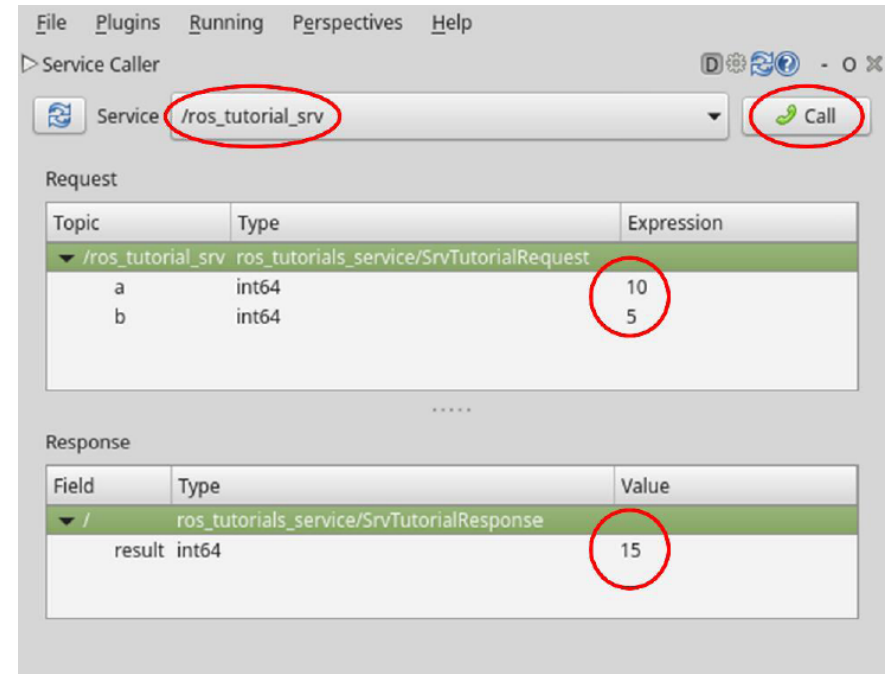 File Plugins Running Perspectives Help
Service Caller D - O
Service /ros_tutorial_srv Call
Request
Topic Type Expression
/ros_tutorial_srv ros_tutorials_service/SrvTutorialRequest
a int64 10
b int64 5
Response
Field Type Value
/ ros_tutorials_service/SrvTutorialResponse
result int64 15